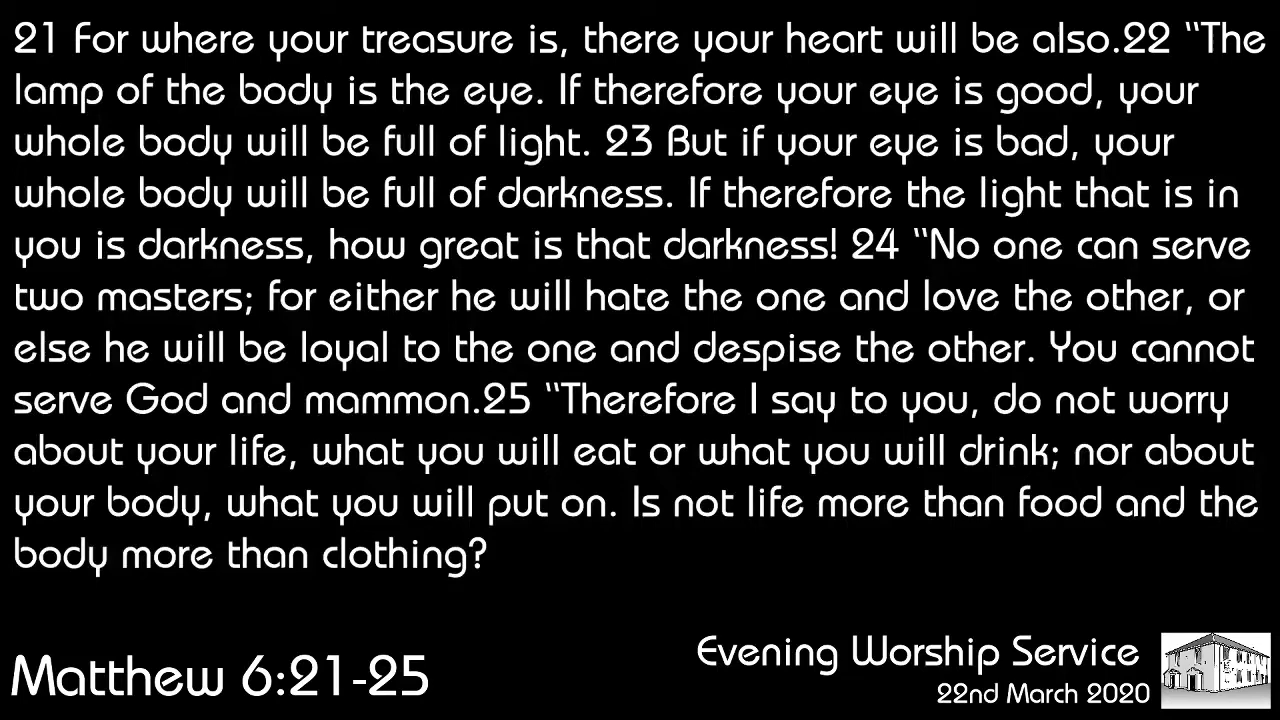 21 For where your treasure is, there your heart will be also.22 "The
lamp of the body is the eye. If therefore your eye is good, your
whole body will be full of light. 23 But if your eye is bad, your
whole body will be full of darkness. If therefore the light that is in
you is darkness, how great is that darkness! 24 "No one can serve
two masters; for either he will hate the one and love the other, or
else he will be loyal to the one and despise the other. You cannot
serve God and mammon.25 "Therefore I say to you, do not worry
about your life, what you will eat or what you will drink; nor about
your body, what you will put on. Is not life more than food and the
body more than clothing?
Matthew 6:21-25
Evening Worship Service
22nd March 2020